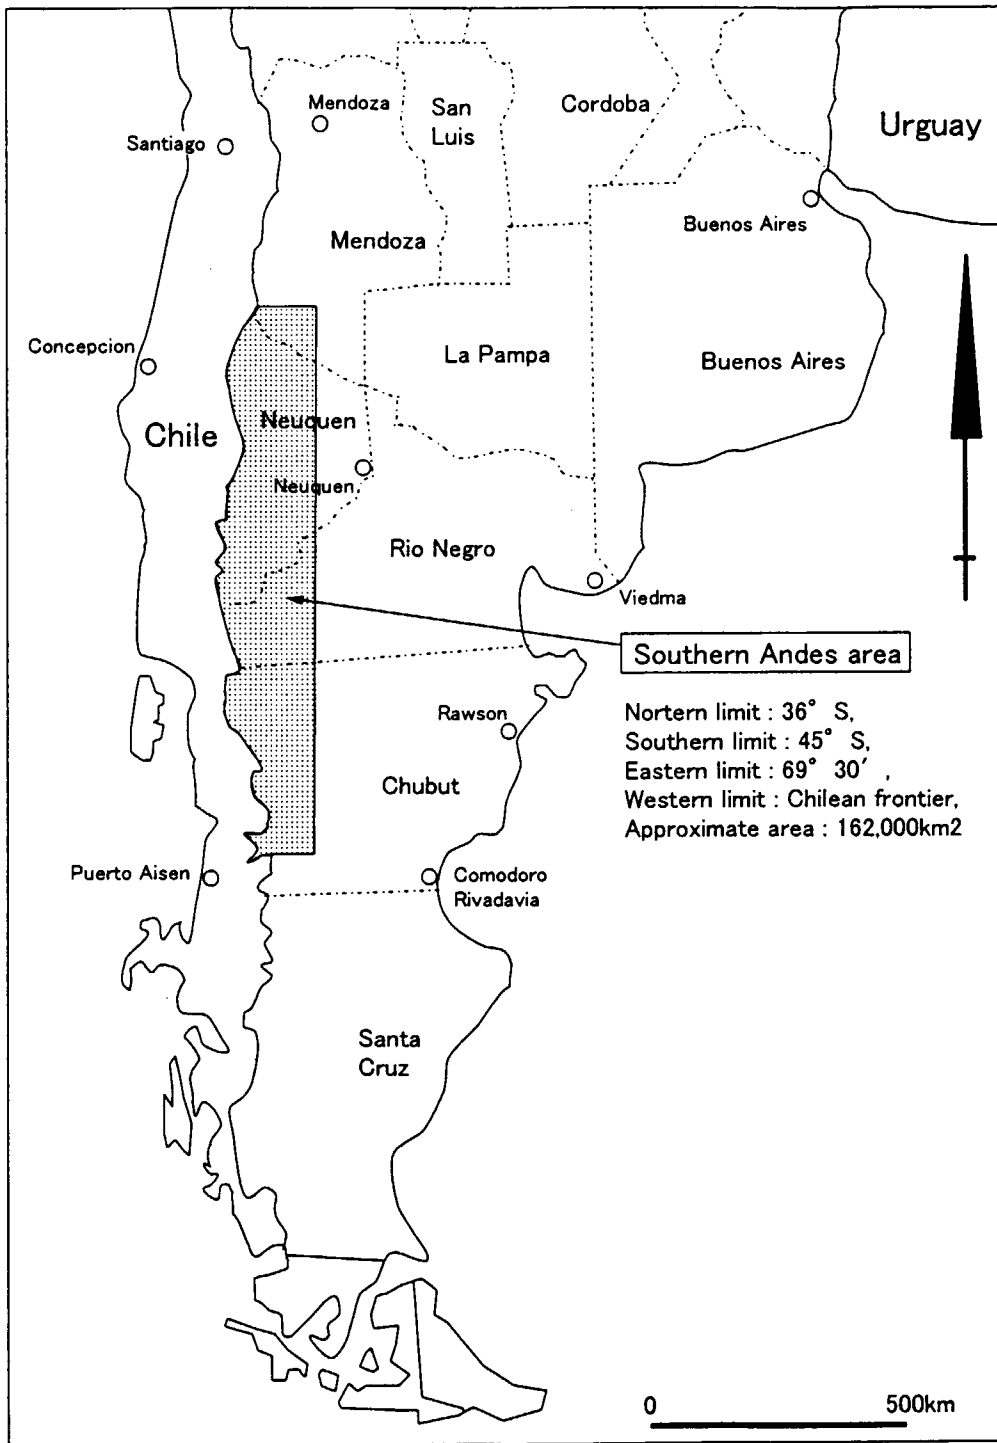 Mendoza
San
Luis
Cordoba
Urguay
Santiago
Buenos Aires
Mendoza
Concepcion
La Pampa
Buenos Aires
Chile
Neuquen
Neuquen
Rio Negro
Viedma
Southern Andes area
Nortern limit : 36° S,
Southern limit : 45° S,
Eastern limit : 69° 30′ ,
Western limit : Chilean frontier,
Approximate area : 162,000km2
Rawson
Chubut
Puerto Aisen
Comodoro
Rivadavia
Santa
Cruz
0
500km